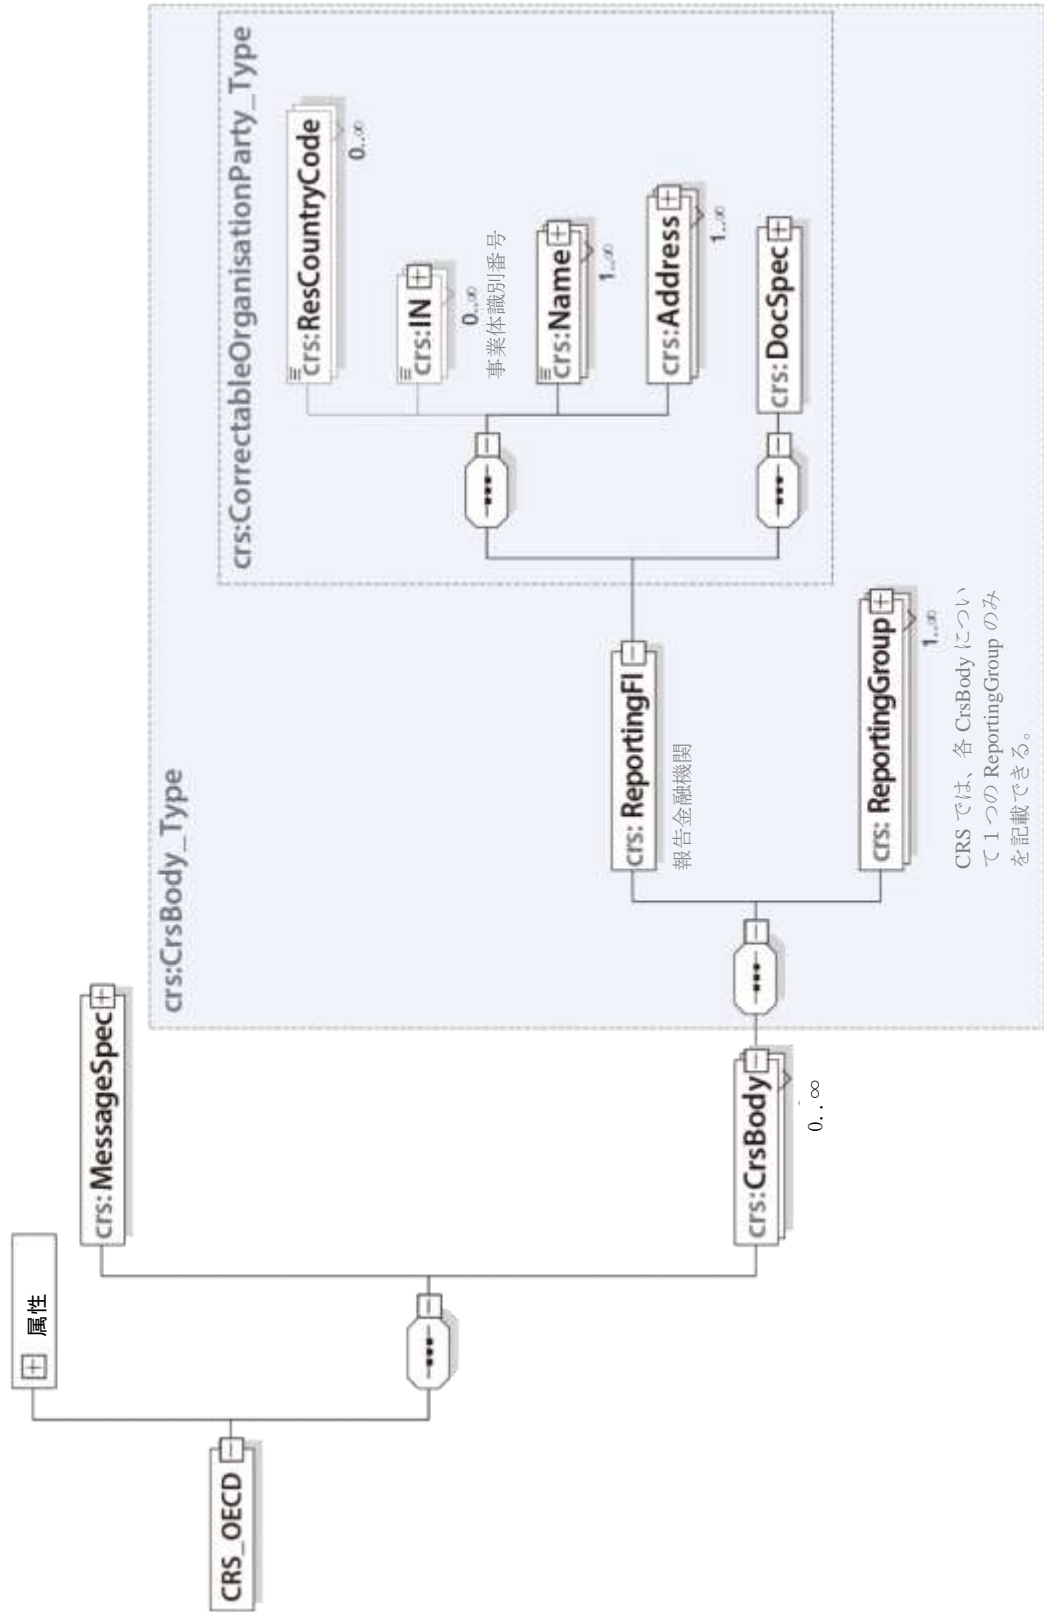 CRS_OECD
属性
crs: MessageSpec
crs:CrsBody
0..∞
crs:CrsBody_Type
crs: ReportingFI
報告金融機関
crs:CorrectableOrganisationParty_Type
crs:ResCountryCode
0..∞
crs:IN
0..∞
事業体識別番号
crs:Name
1..∞
crs:Address
1..∞
crs: DocSpec
crs: ReportingGroup
1..∞
CRS では、各 CrsBody につい
て 1 つの ReportingGroup のみ
を記載できる。